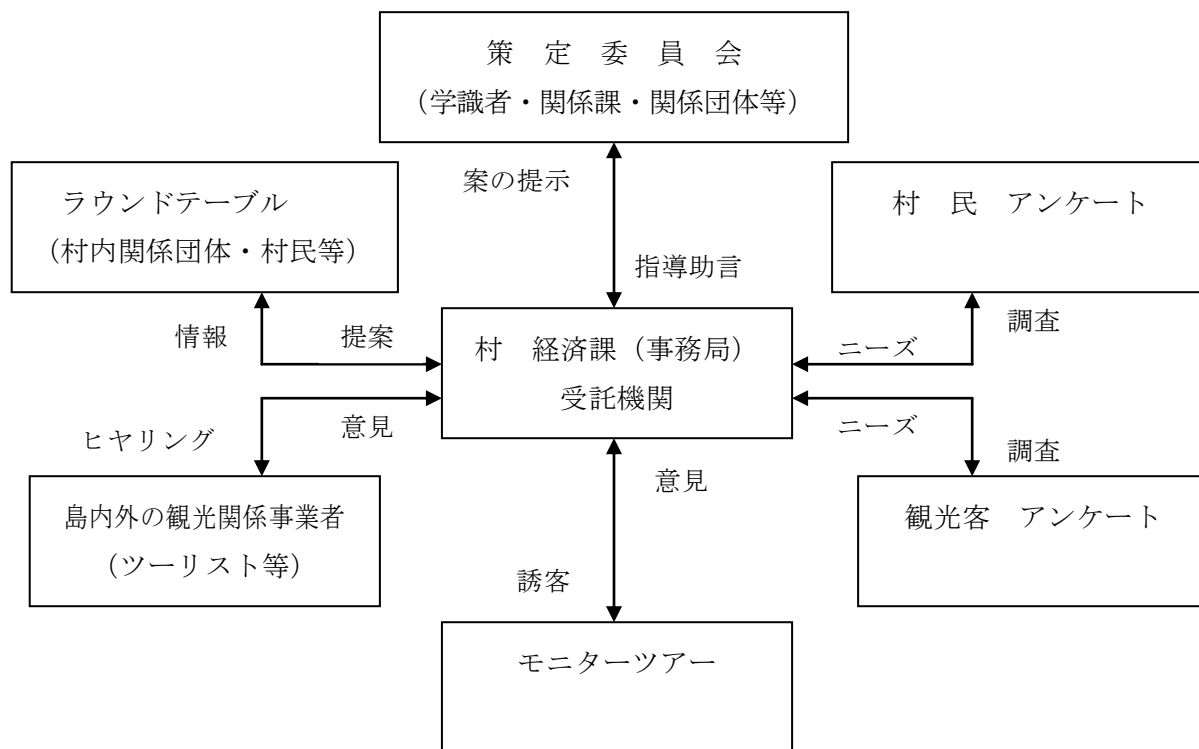 策　定　委　員　会
（学識者・関係課・関係団体等）
案の提示
ラウンドテーブル
（村内関係団体・村民等）
村　民　アンケート
指導助言
情報
提案
村　経済課（事務局）
受託機関
ニーズ
調査
ヒヤリング
意見
ニーズ
調査
島内外の観光関係事業者
（ツーリスト等）
意見
観光客　アンケート
誘客
モニターツアー